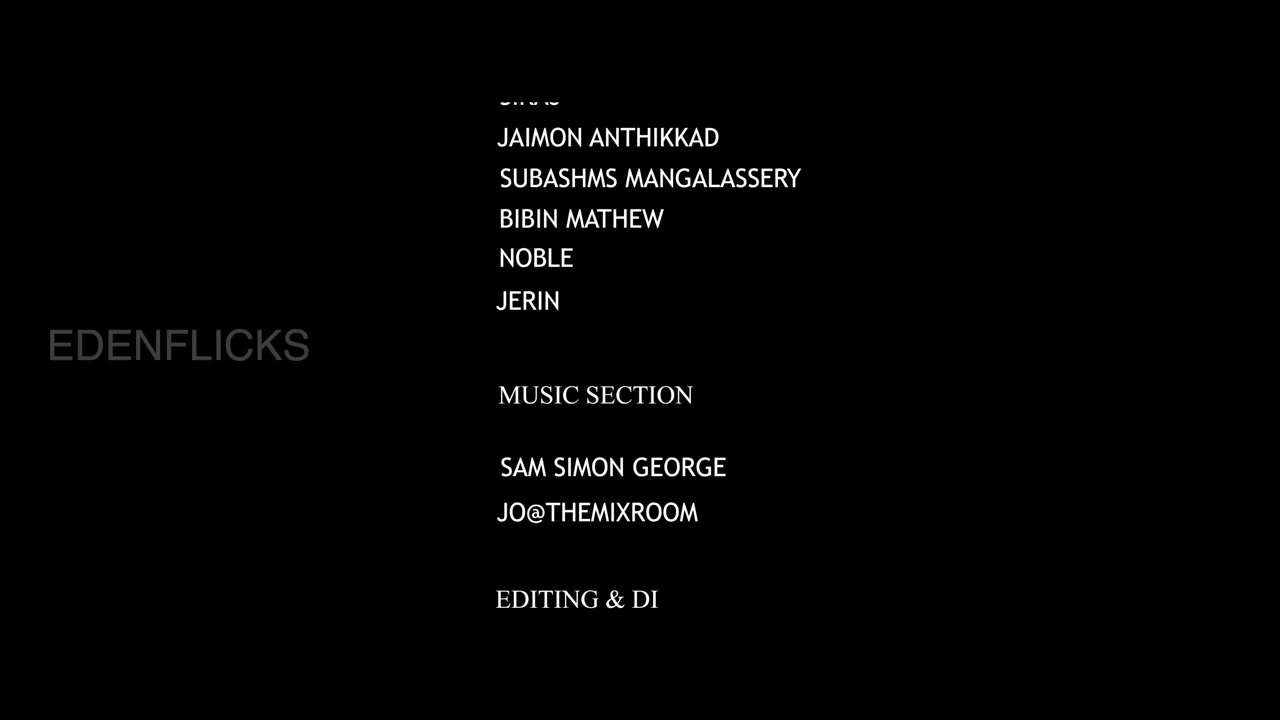 JAIMON ANTHIKKAD
SUBASHMS MANGALASSERY
BIBIN MATHEW
NOBLE
JERIN
EDENFLICKS
MUSIC SECTION
SAM SIMON GEORGE
JO@THEMIXROOM
EDITING & DI